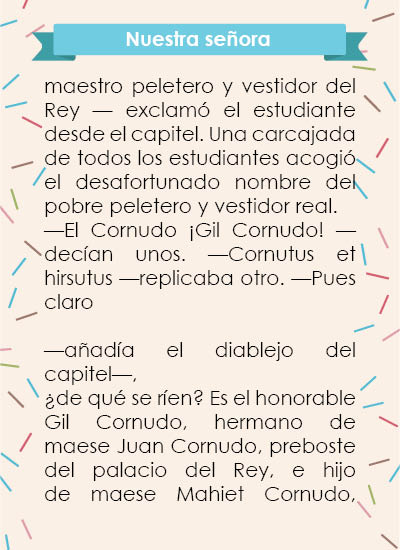 Nuestra señora
maestro peletero y vestidor del
Rey — exclamó el estudiante
desde el capitel. Una carcajada
de todos los estudiantes acogió
el desafortunado nombre del
pobre peletero y vestidor real.
—El Cornudo ¡Gil Cornudo! —
decían unos. —Cornutus et
hirsutus —replicaba otro. —Pues
claro
—añadía el diablejo del
capitel—,
¿de qué se ríen? Es el honorable
Gil Cornudo, hermano de
maese Juan Cornudo, preboste
del palacio del Rey, e hijo
de maese Mahiet Cornudo,